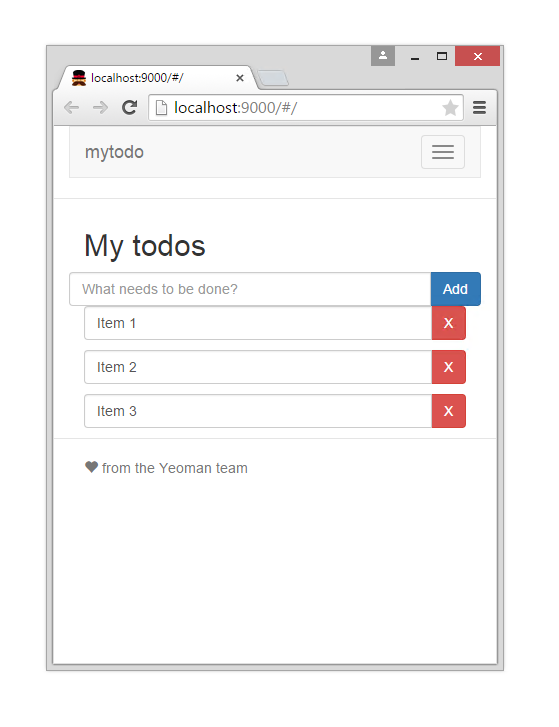 localhost:9000/#/
localhost:9000/#/
mytodo
My todos
What needs to be done? Add
Item 1 X
Item 2 X
Item 3 X
from the Yeoman team